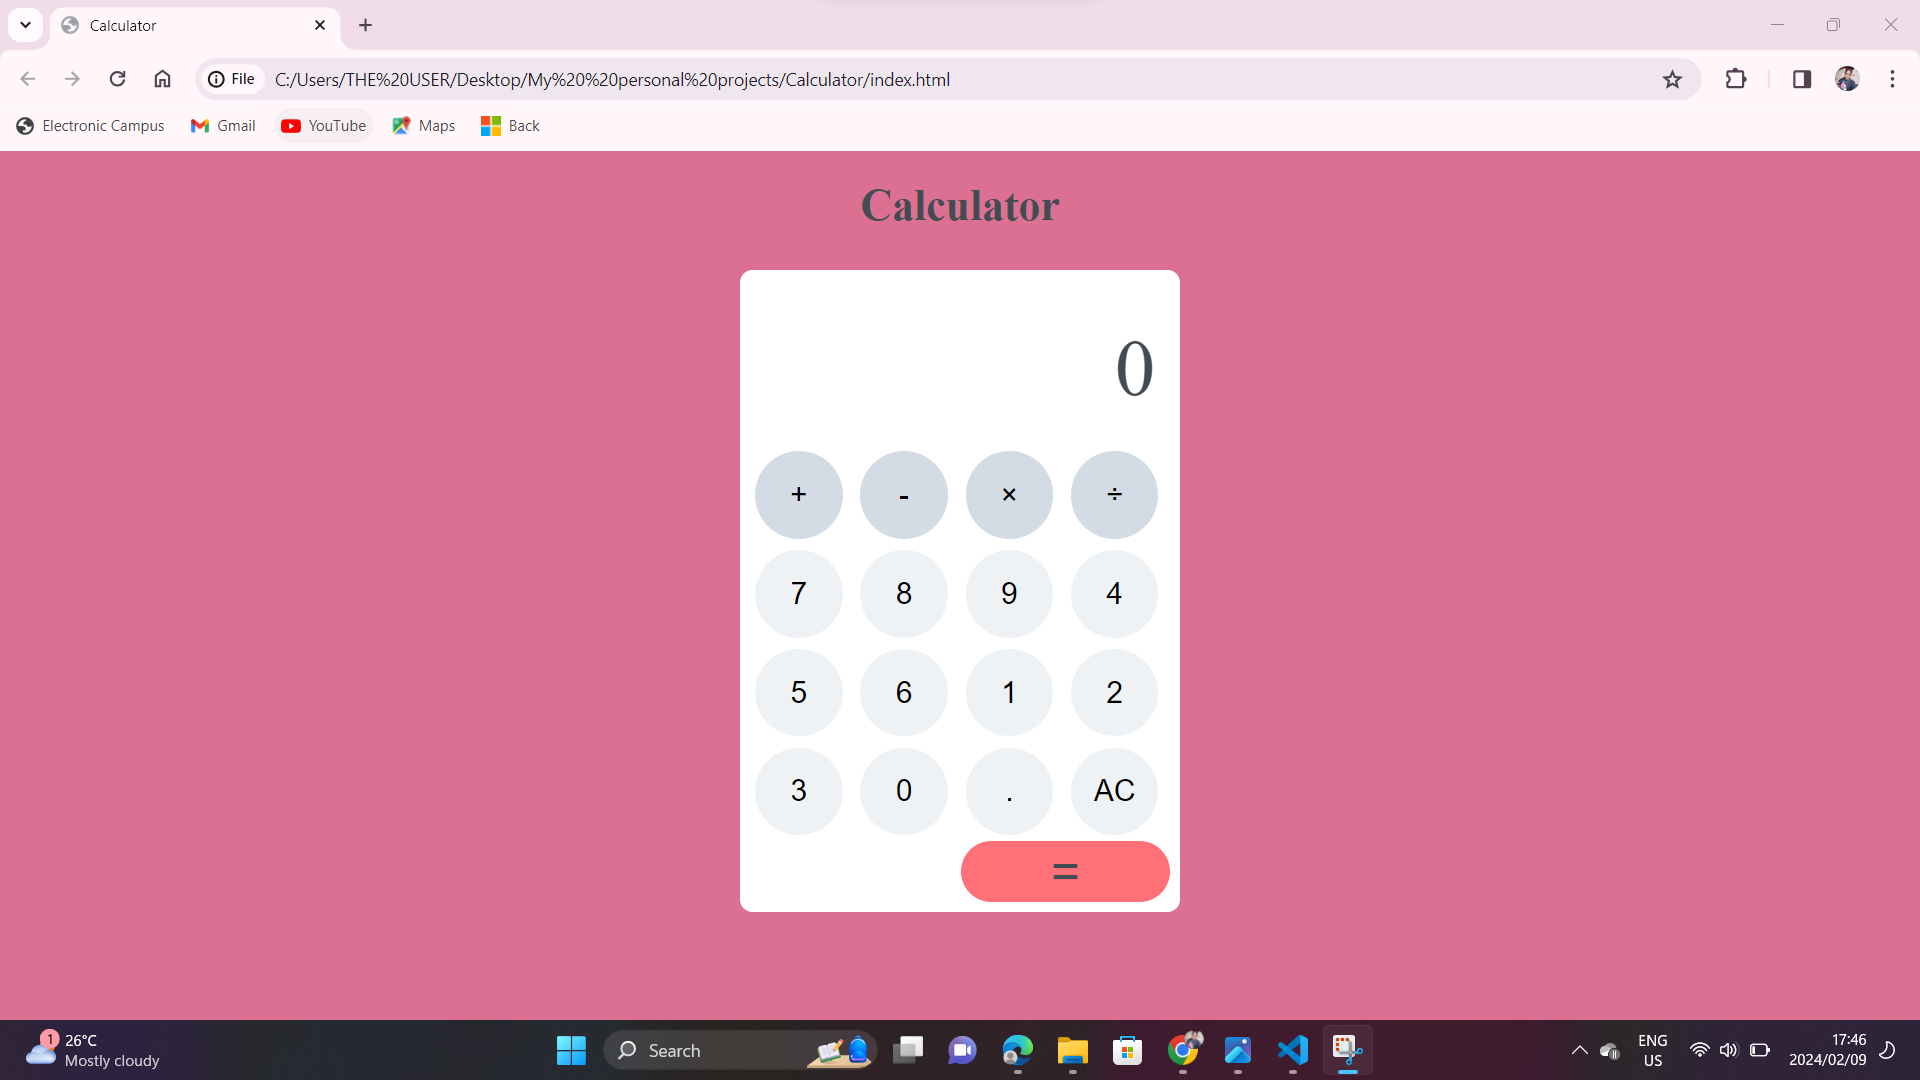 Calculator
File C:/Users/THE%20USER/Desktop/My%20%20personal%20projects/Calculator/index.html
Electronic Campus Gmail YouTube Maps Back
Calculator
0
+ - × ÷
7 8 9 4
5 6 1 2
3 0 . AC
=
1 26°C
Mostly cloudy
Search
ENG
US
17:46
2024/02/09